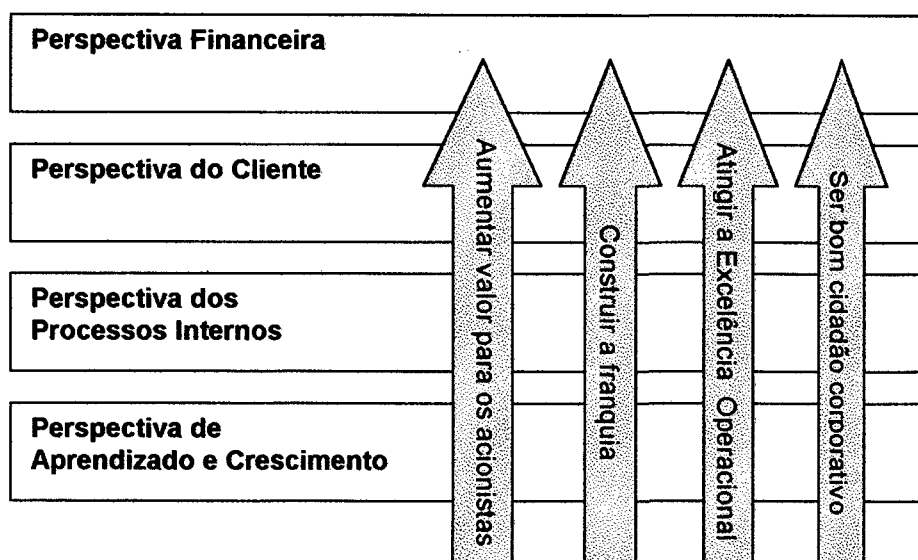 Perspectiva Financeira
Perspectiva do Cliente
Perspectiva dos
Processos Internos
Perspectiva de
Aprendizado e Crescimento
Aumentar valor para os acionistas
Construir a franquia
Atingir a Excelência Operacional
Ser bom cidadão corporativo